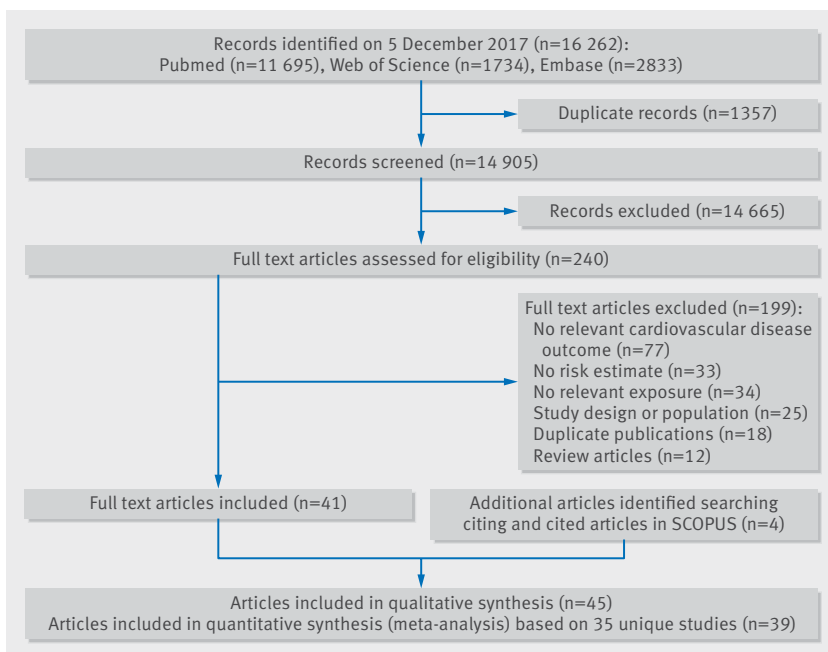 Records identified on 5 December 2017 (n=16 262):
Pubmed (n=11 695), Web of Science (n=1734), Embase (n=2833)
Duplicate records (n=1357)
Records screened (n=14 905)
Records excluded (n=14 665)
Full text articles assessed for eligibility (n=240)
Full text articles excluded (n=199):
No relevant cardiovascular disease
outcome (n=77)
No risk estimate (n=33)
No relevant exposure (n=34)
Study design or population (n=25)
Duplicate publications (n=18)
Review articles (n=12)
Full text articles included (n=41)
Additional articles identified searching
citing and cited articles in SCOPUS (n=4)
Articles included in qualitative synthesis (n=45)
Articles included in quantitative synthesis (meta-analysis) based on 35 unique studies (n=39)